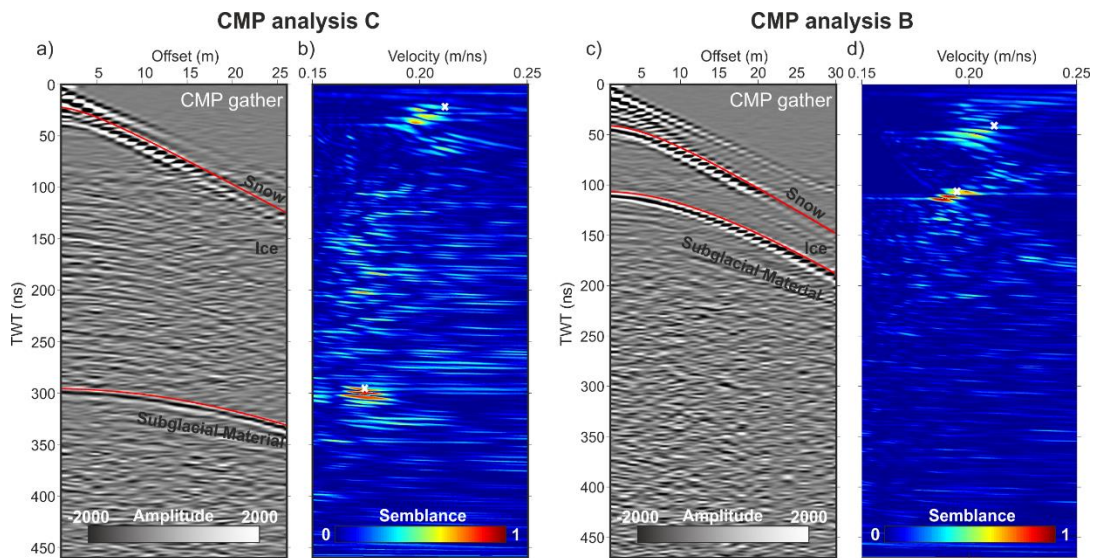 CMP analysis C
CMP analysis B
a) Offset (m)
b) Velocity (m/ns)
c) Offset (m)
d) Velocity (m/ns)
5 10 15 20 25
0.15 0.20 0.25
5 10 15 20 25 30
0.15 0.20 0.25
0
50
100
150
200
250
300
350
400
450
TWT (ns)
CMP gather
Snow
Ice
Subglacial Material
-2000 Amplitude 2000
Semblance
0 1
0
50
100
150
200
250
300
350
400
450
TWT (ns)
CMP gather
Snow
Ice
Subglacial Material
-2000 Amplitude 2000
Semblance
0 1